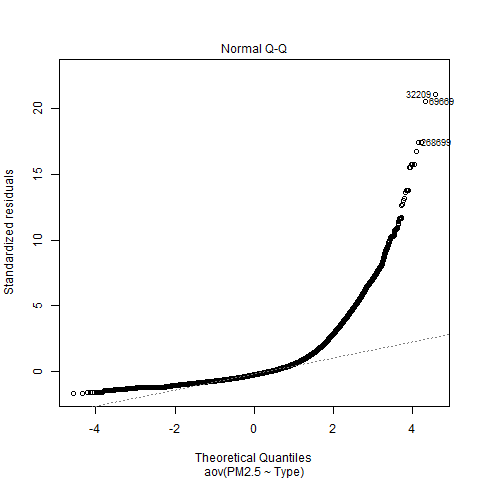 Normal Q-Q
Standardized residuals
20
15
10
5
0
32209
69669
268699
-4 -2 0 2 4
Theoretical Quantiles
aov(PM2.5 ~ Type)